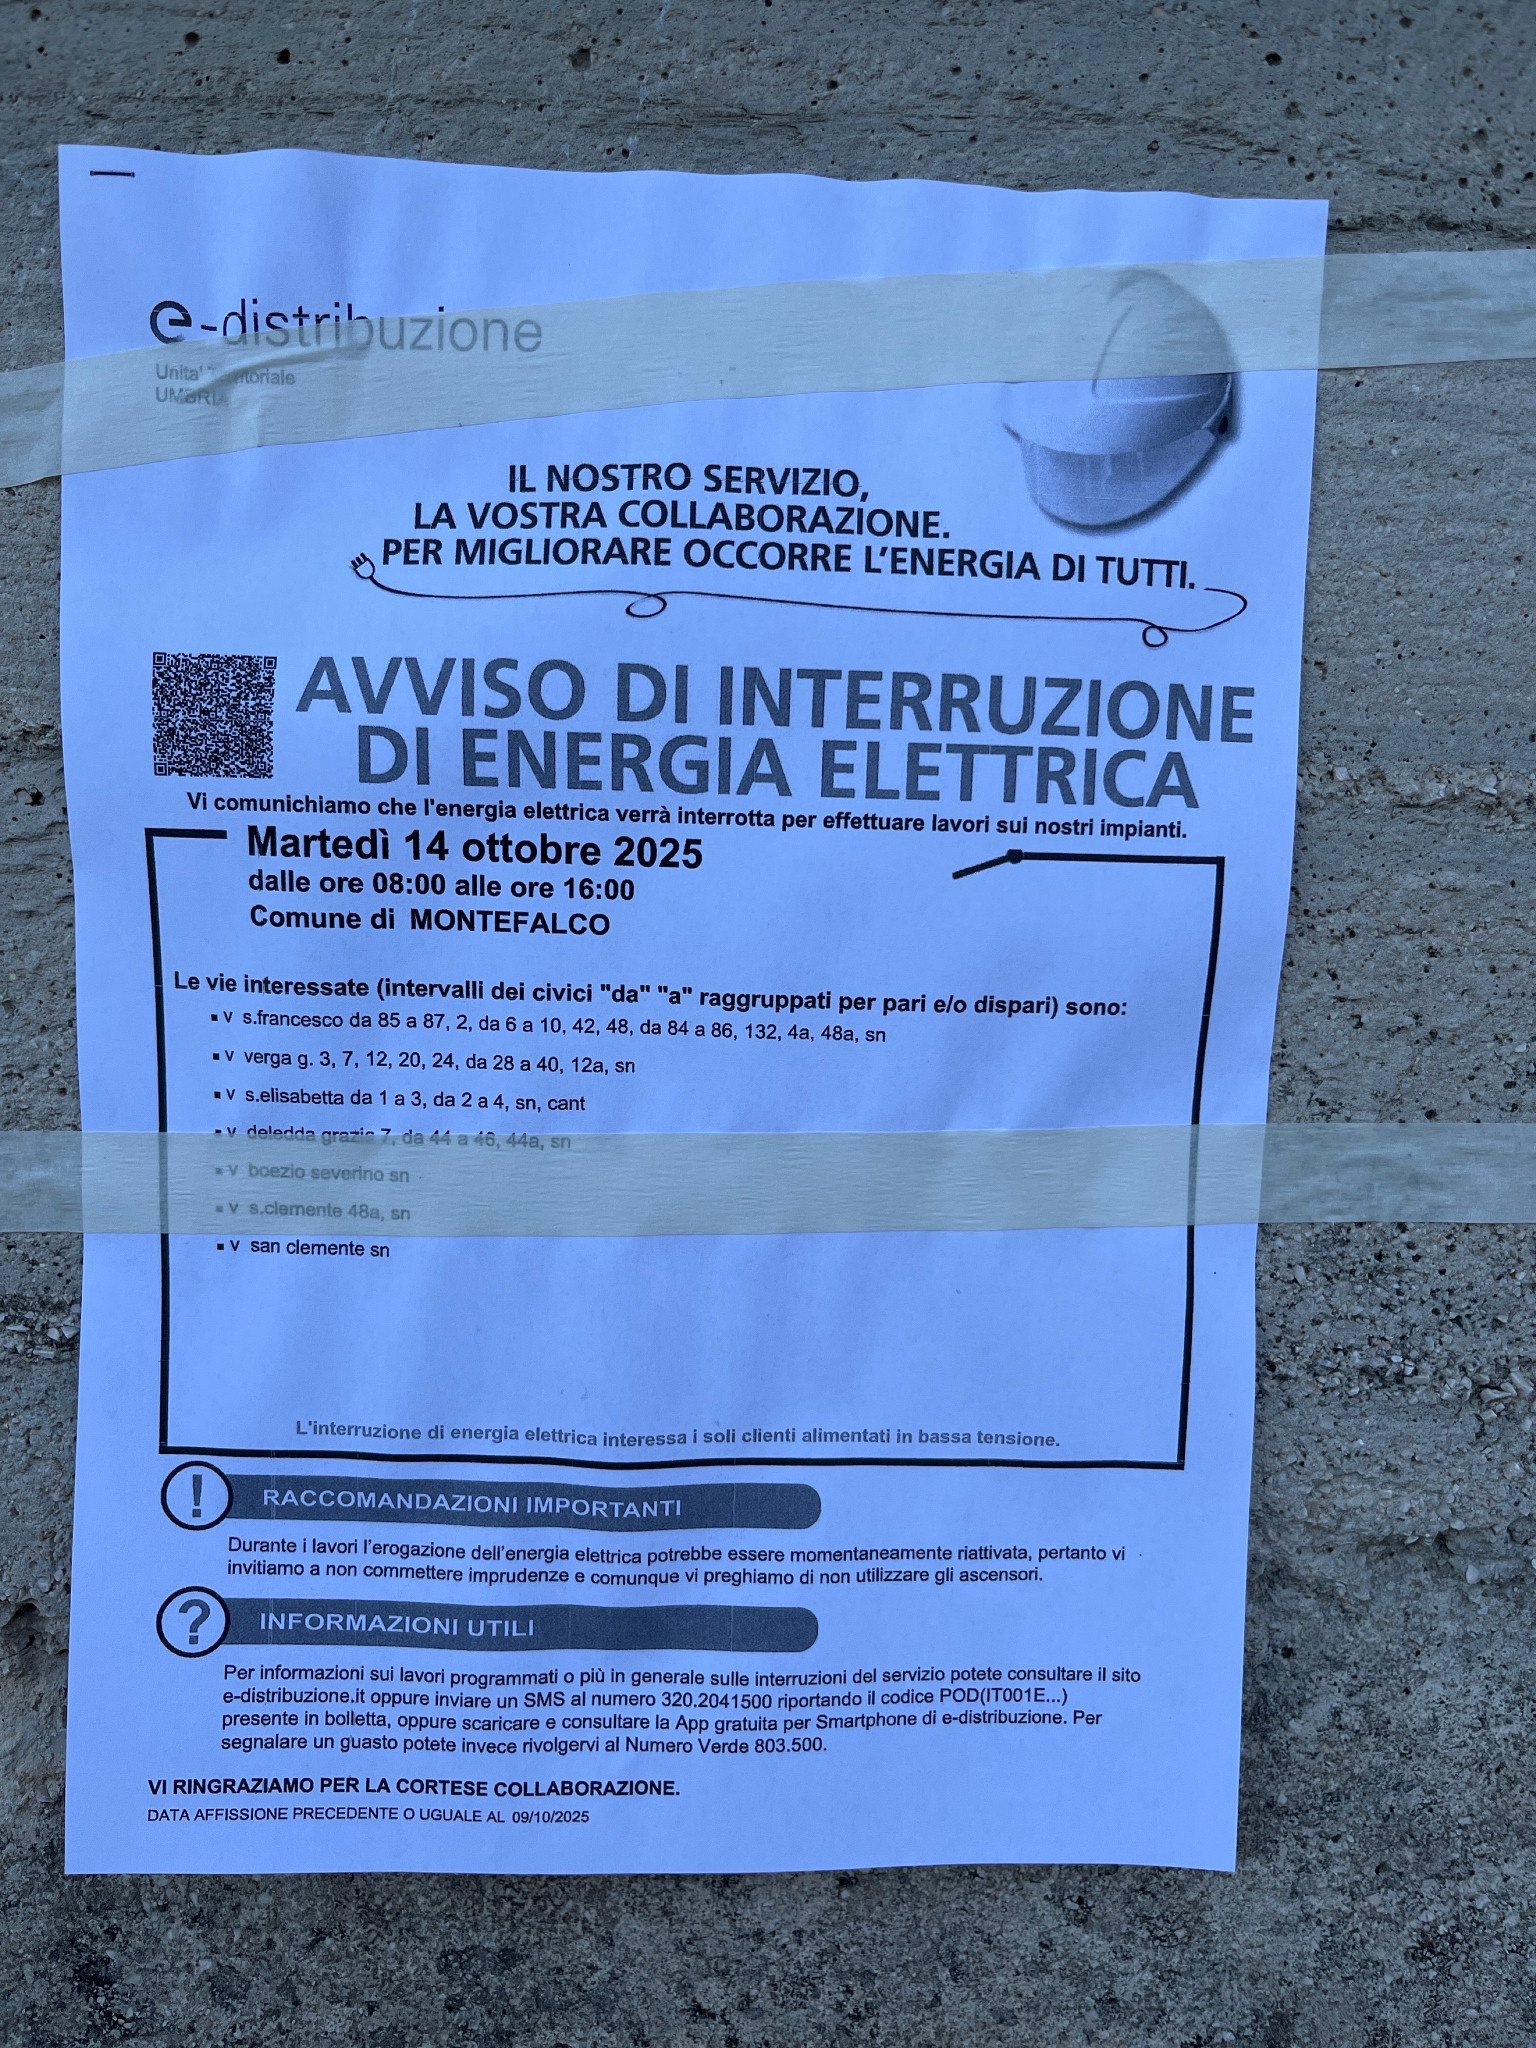 e-distribuzione
Unita' Territoriale
UMBRIA
IL NOSTRO SERVIZIO,
LA VOSTRA COLLABORAZIONE.
PER MIGLIORARE OCCORRE L'ENERGIA DI TUTTI.
AVVISO DI INTERRUZIONE
DI ENERGIA ELETTRICA
Vi comunichiamo che l'energia elettrica verrà interrotta per effettuare lavori sui nostri impianti.
Martedì 14 ottobre 2025
dalle ore 08:00 alle ore 16:00
Comune di MONTEFALCO
Le vie interessate (intervalli dei civici "da" "a" raggruppati per pari e/o dispari) sono:
▪ v s.francesco da 85 a 87, 2, da 6 a 10, 42, 48, da 84 a 86, 132, 4a, 48a, sn
▪ v verga g. 3, 7, 12, 20, 24, da 28 a 40, 12a, sn
▪ v s.elisabetta da 1 a 3, da 2 a 4, sn, cant
▪ v deledda grazia 7, da 44 a 46, 44a, sn
▪ v boezio severino sn
▪ v s.clemente 48a, sn
▪ v san clemente sn
L'interruzione di energia elettrica interessa i soli clienti alimentati in bassa tensione.
! RACCOMANDAZIONI IMPORTANTI
Durante i lavori l'erogazione dell'energia elettrica potrebbe essere momentaneamente riattivata, pertanto vi
invitiamo a non commettere imprudenze e comunque vi preghiamo di non utilizzare gli ascensori.
? INFORMAZIONI UTILI
Per informazioni sui lavori programmati o più in generale sulle interruzioni del servizio potete consultare il sito
e-distribuzione.it oppure inviare un SMS al numero 320.2041500 riportando il codice POD(IT001E...)
presente in bolletta, oppure scaricare e consultare la App gratuita per Smartphone di e-distribuzione. Per
segnalare un guasto potete invece rivolgervi al Numero Verde 803.500.
VI RINGRAZIAMO PER LA CORTESE COLLABORAZIONE.
DATA AFFISSIONE PRECEDENTE O UGUALE AL 09/10/2025